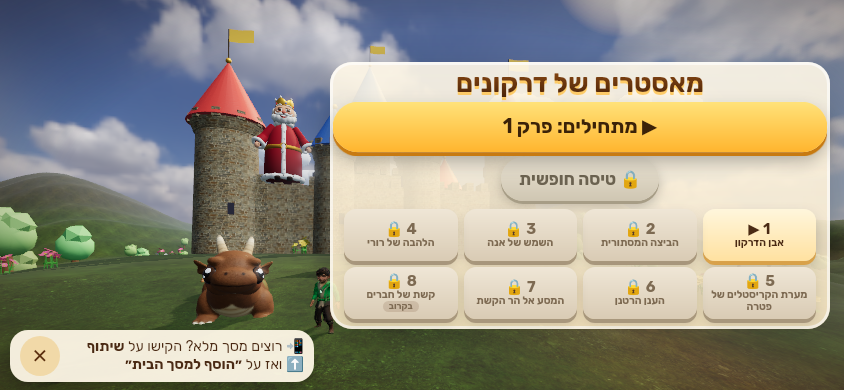 מאסטרים של דרקונים
▶ מתחילים: פרק 1
🔒 טיסה חופשית
1 ▶
אבן הדרקון
2 🔒
הביצה המסתורית
3 🔒
השמש של אנה
4 🔒
הלהבה של רורי
5 🔒
מערת הקריסטלים של
פטרה
6 🔒
הענן הרטנן
7 🔒
המסע אל הר הקשת
8 🔒
קשת של חברים
בקרוב
📲 רוצים מסך מלא? הקישו על שיתוף
⬆️ ואז על ״הוסף למסך הבית״
✕